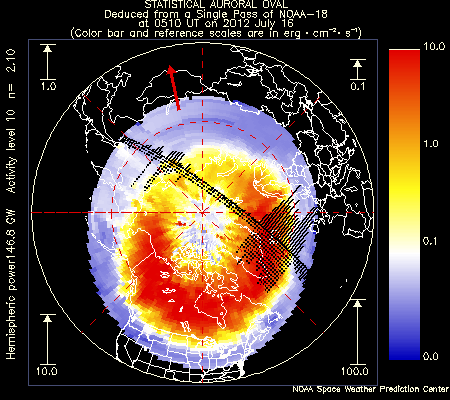 STATISTICAL AURORAL OVAL
Deduced from a Single Pass of NOAA-18
at 0510 UT on 2012 July 16
(Color bar and reference scales are in erg · cm⁻² · s⁻¹)
Hemispheric power146.8 GW Activity level 10 n= 2.10
1.0
0.1
10.0
100.0
10.0
1.0
0.1
0.0
NOAA Space Weather Prediction Center